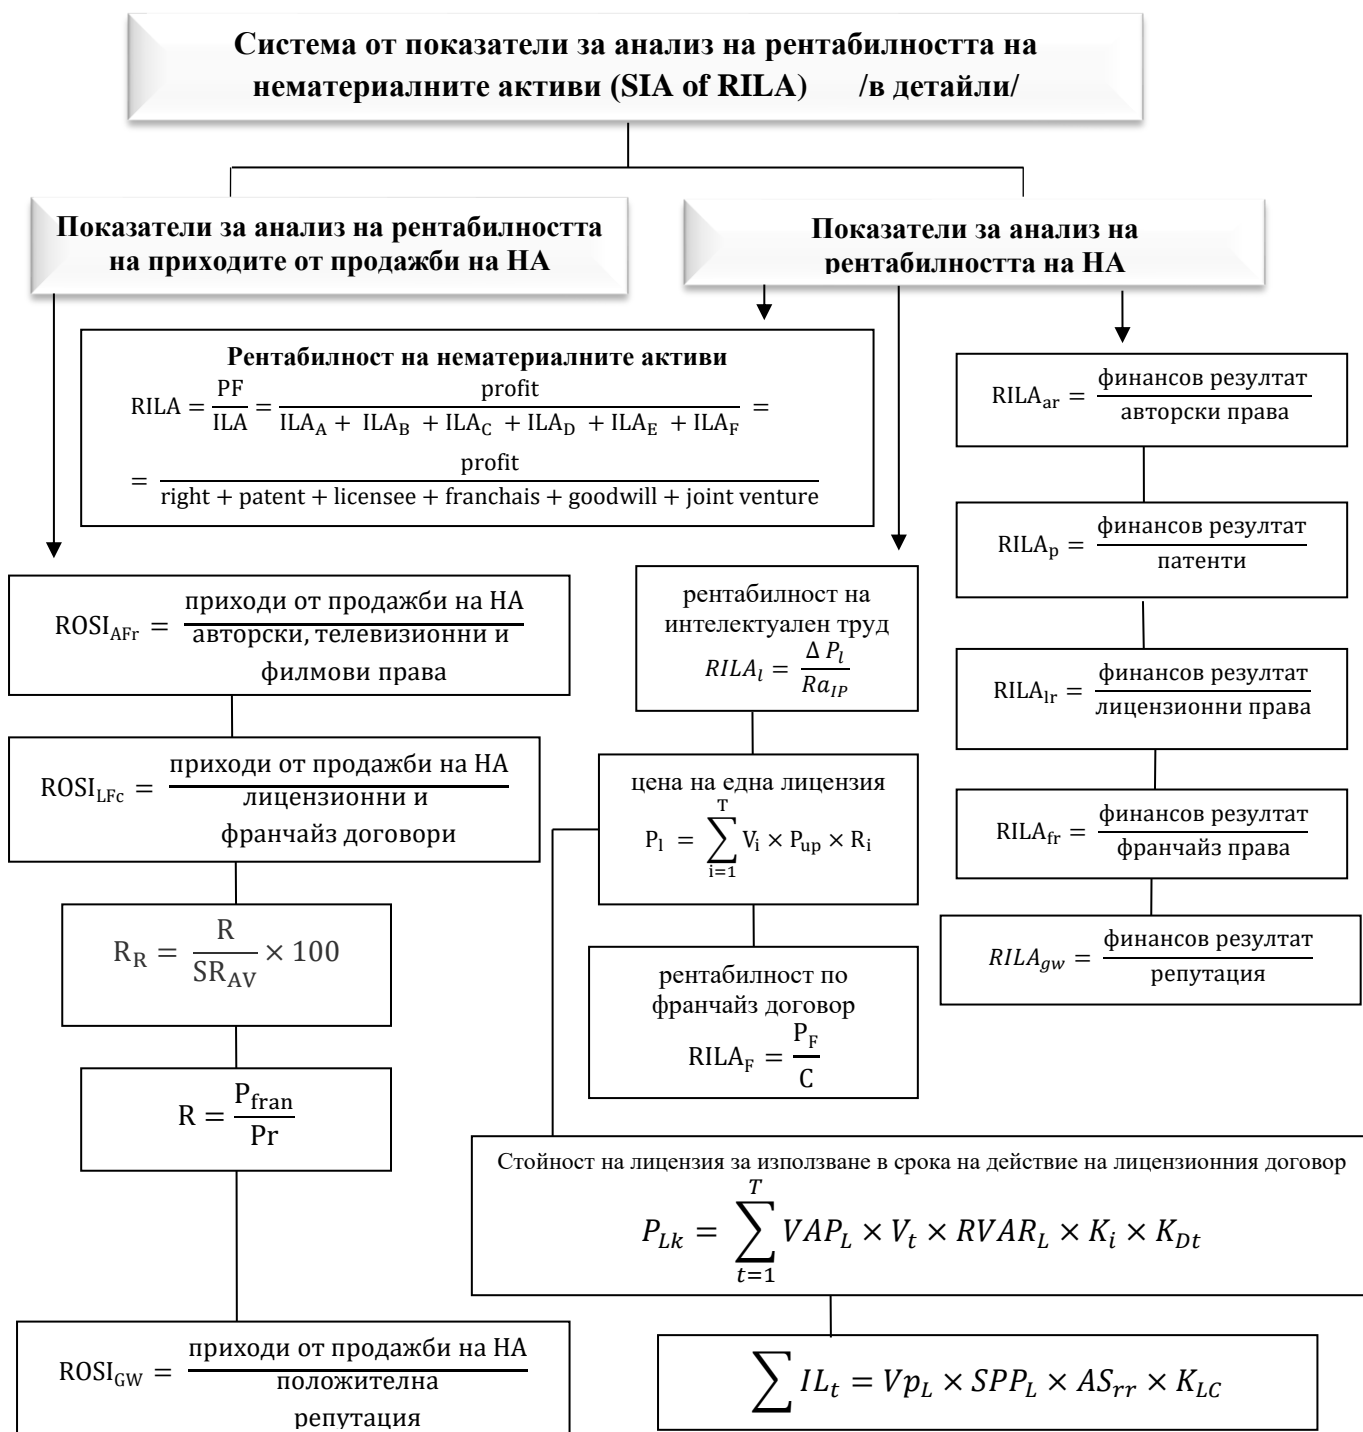 Система от показатели за анализ на рентабилността на
нематериалните активи (SIA of RILA) /в детайли/
Показатели за анализ на рентабилността
на приходите от продажби на НА
Показатели за анализ на
рентабилността на НА
Рентабилност на нематериалните активи
RILA = PF/ILA = profit/(ILA_A + ILA_B + ILA_C + ILA_D + ILA_E + ILA_F) =
= profit/(right + patent + licensee + franchais + goodwill + joint venture)
ROSI_AFr = приходи от продажби на НА
авторски, телевизионни и
филмови права
ROSI_LFc = приходи от продажби на НА
лицензионни и
франчайз договори
R_R = R/SR_AV × 100
R = P_fran/Pr
ROSI_GW = приходи от продажби на НА
положителна
репутация
рентабилност на
интелектуален труд
RILA_l = Δ P_l/Ra_IP
цена на една лицензия
P_l = ∑_{i=1}^{T} V_i × P_up × R_i
рентабилност по
франчайз договор
RILA_F = P_F/C
Стойност на лицензия за използване в срока на действие на лицензионния договор
P_Lk = ∑_{t=1}^{T} VAP_L × V_t × RVAR_L × K_i × K_Dt
∑ IL_t = Vp_L × SPP_L × AS_rr × K_LC
RILA_ar = финансов резултат
авторски права
RILA_p = финансов резултат
патенти
RILA_lr = финансов резултат
лицензионни права
RILA_fr = финансов резултат
франчайз права
RILA_gw = финансов резултат
репутация